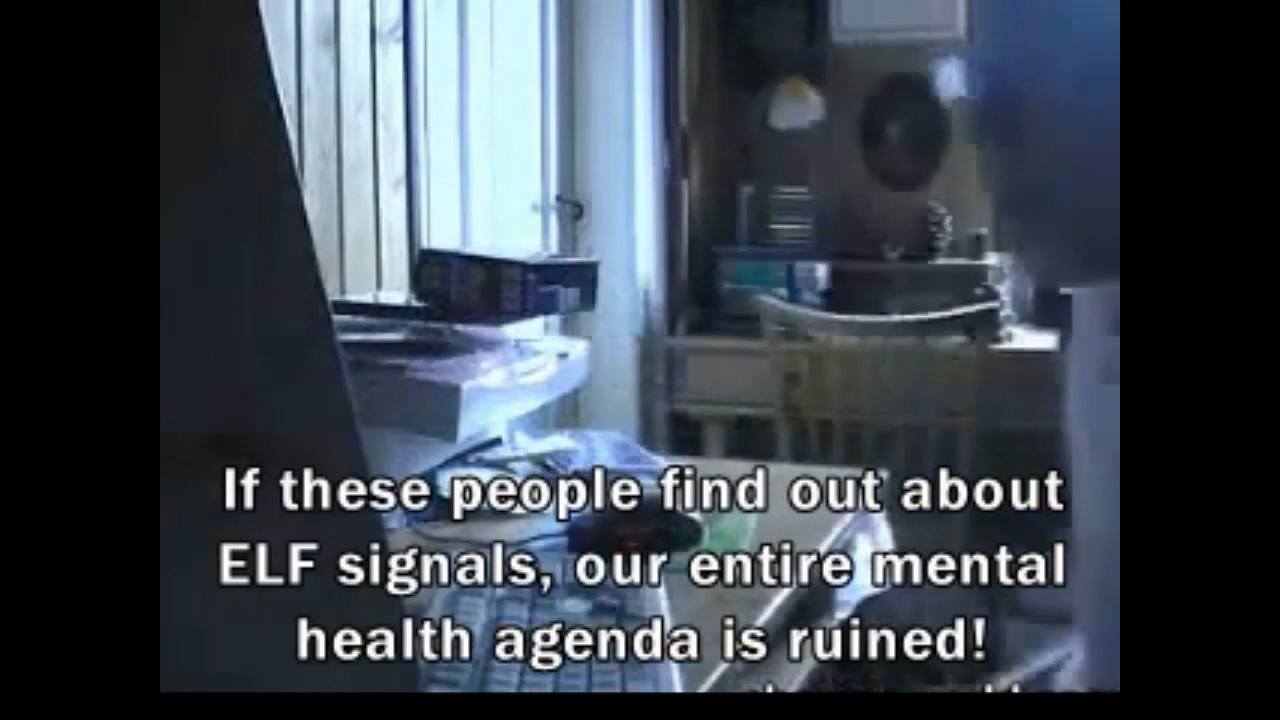 If these people find out about
ELF signals, our entire mental
health agenda is ruined!